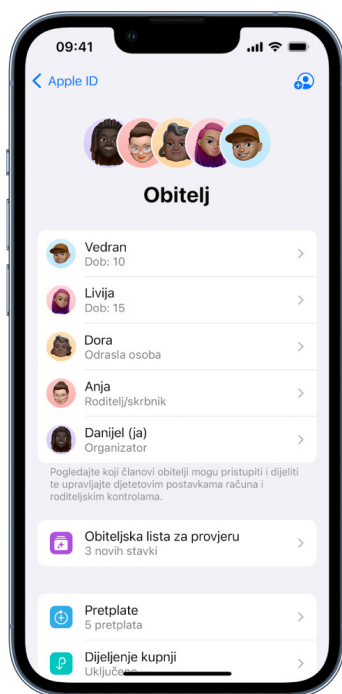 09:41
Apple ID
Obitelj
Vedran
Dob: 10
Livija
Dob: 15
Dora
Odrasla osoba
Anja
Roditelj/skrbnik
Danijel (ja)
Organizator
Pogledajte koji članovi obitelji mogu pristupiti i dijeliti
te upravljajte djetetovim postavkama računa i
roditeljskim kontrolama.
Obiteljska lista za provjeru
3 novih stavki
Pretplate
5 pretplata
Dijeljenje kupnji
Uključeno